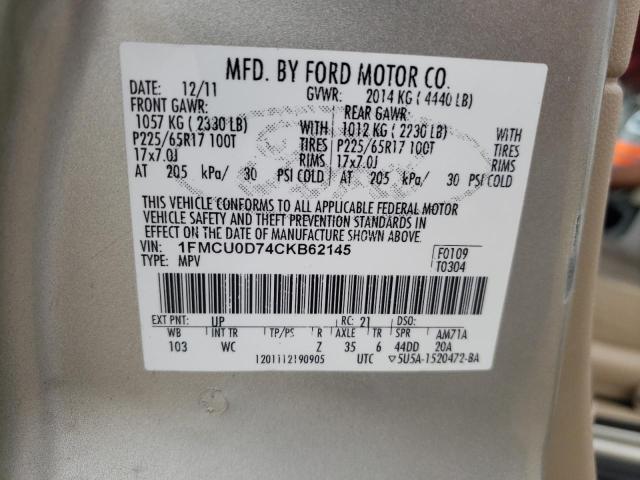 MFD. BY FORD MOTOR CO.
DATE: 12/11 GVWR: 2014 KG ( 4440 LB)
FRONT GAWR: REAR GAWR:
1057 KG ( 2330 LB) WITH 1012 KG ( 2230 LB) WITH
P225/65R17 100T TIRES P225/65R17 100T TIRES
17x7.0J RIMS 17x7.0J RIMS
AT 205 kPa/ 30 PSI COLD AT 205 kPa/ 30 PSI COLD
THIS VEHICLE CONFORMS TO ALL APPLICABLE FEDERAL MOTOR
VEHICLE SAFETY AND THEFT PREVENTION STANDARDS
IN EFFECT ON THE DATE OF MANUFACTURE SHOWN ABOVE.
VIN: 1FMCU0D74CKB62145 F0109
TYPE: MPV T0304
EXT PNT: UP RC: 21 DSO:
WB INT TR TP/PS R AXLE TR SPR AM71A
103 WC Z 35 6 44DD 20A
1201112190905 UTC ▽5U5A-1520472-BA